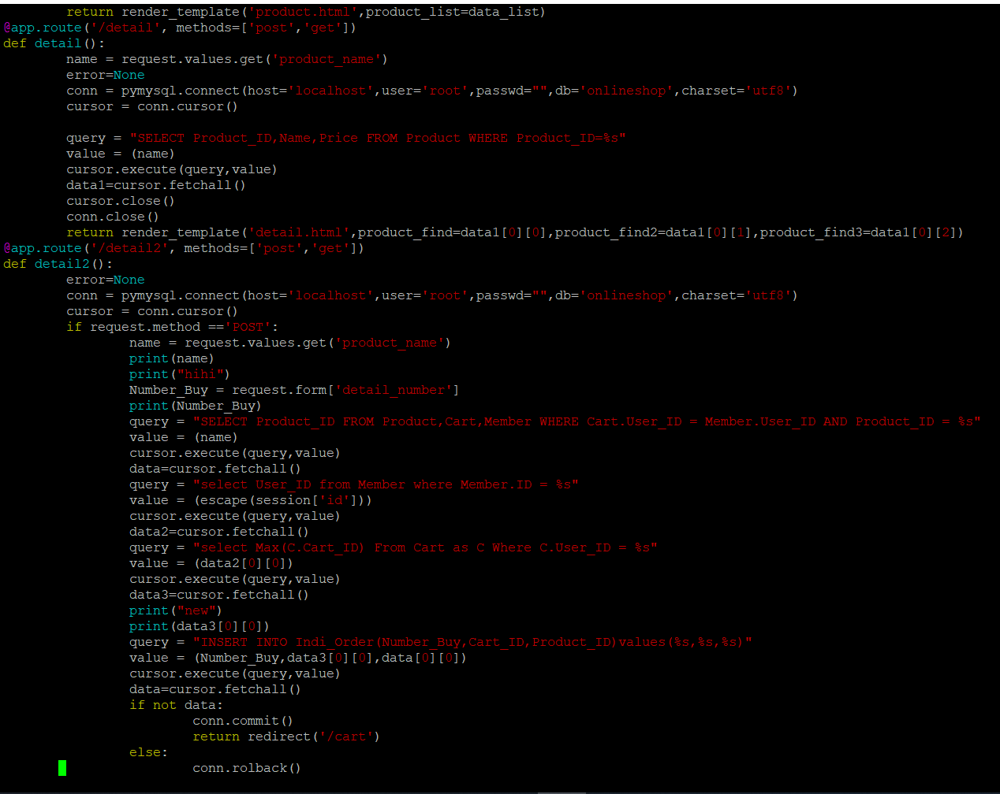 return render_template('product.html',product_list=data_list)
@app.route('/detail', methods=['post','get'])
def detail():
name = request.values.get('product_name')
error=None
conn = pymysql.connect(host='localhost',user='root',passwd="",db='onlineshop',charset='utf8')
cursor = conn.cursor()
query = "SELECT Product_ID,Name,Price FROM Product WHERE Product_ID=%s"
value = (name)
cursor.execute(query,value)
data1=cursor.fetchall()
cursor.close()
conn.close()
return render_template('detail.html',product_find=data1[0][0],product_find2=data1[0][1],product_find3=data1[0][2])
@app.route('/detail2', methods=['post','get'])
def detail2():
error=None
conn = pymysql.connect(host='localhost',user='root',passwd="",db='onlineshop',charset='utf8')
cursor = conn.cursor()
if request.method =='POST':
name = request.values.get('product_name')
print(name)
print("hihi")
Number_Buy = request.form['detail_number']
print(Number_Buy)
query = "SELECT Product_ID FROM Product,Cart,Member WHERE Cart.User_ID = Member.User_ID AND Product_ID = %s"
value = (name)
cursor.execute(query,value)
data=cursor.fetchall()
query = "select User_ID from Member where Member.ID = %s"
value = (escape(session['id']))
cursor.execute(query,value)
data2=cursor.fetchall()
query = "select Max(C.Cart_ID) From Cart as C Where C.User_ID = %s"
value = (data2[0][0])
cursor.execute(query,value)
data3=cursor.fetchall()
print("new")
print(data3[0][0])
query = "INSERT INTO Indi_Order(Number_Buy,Cart_ID,Product_ID)values(%s,%s,%s)"
value = (Number_Buy,data3[0][0],data[0][0])
cursor.execute(query,value)
data=cursor.fetchall()
if not data:
conn.commit()
return redirect('/cart')
else:
conn.rolback()